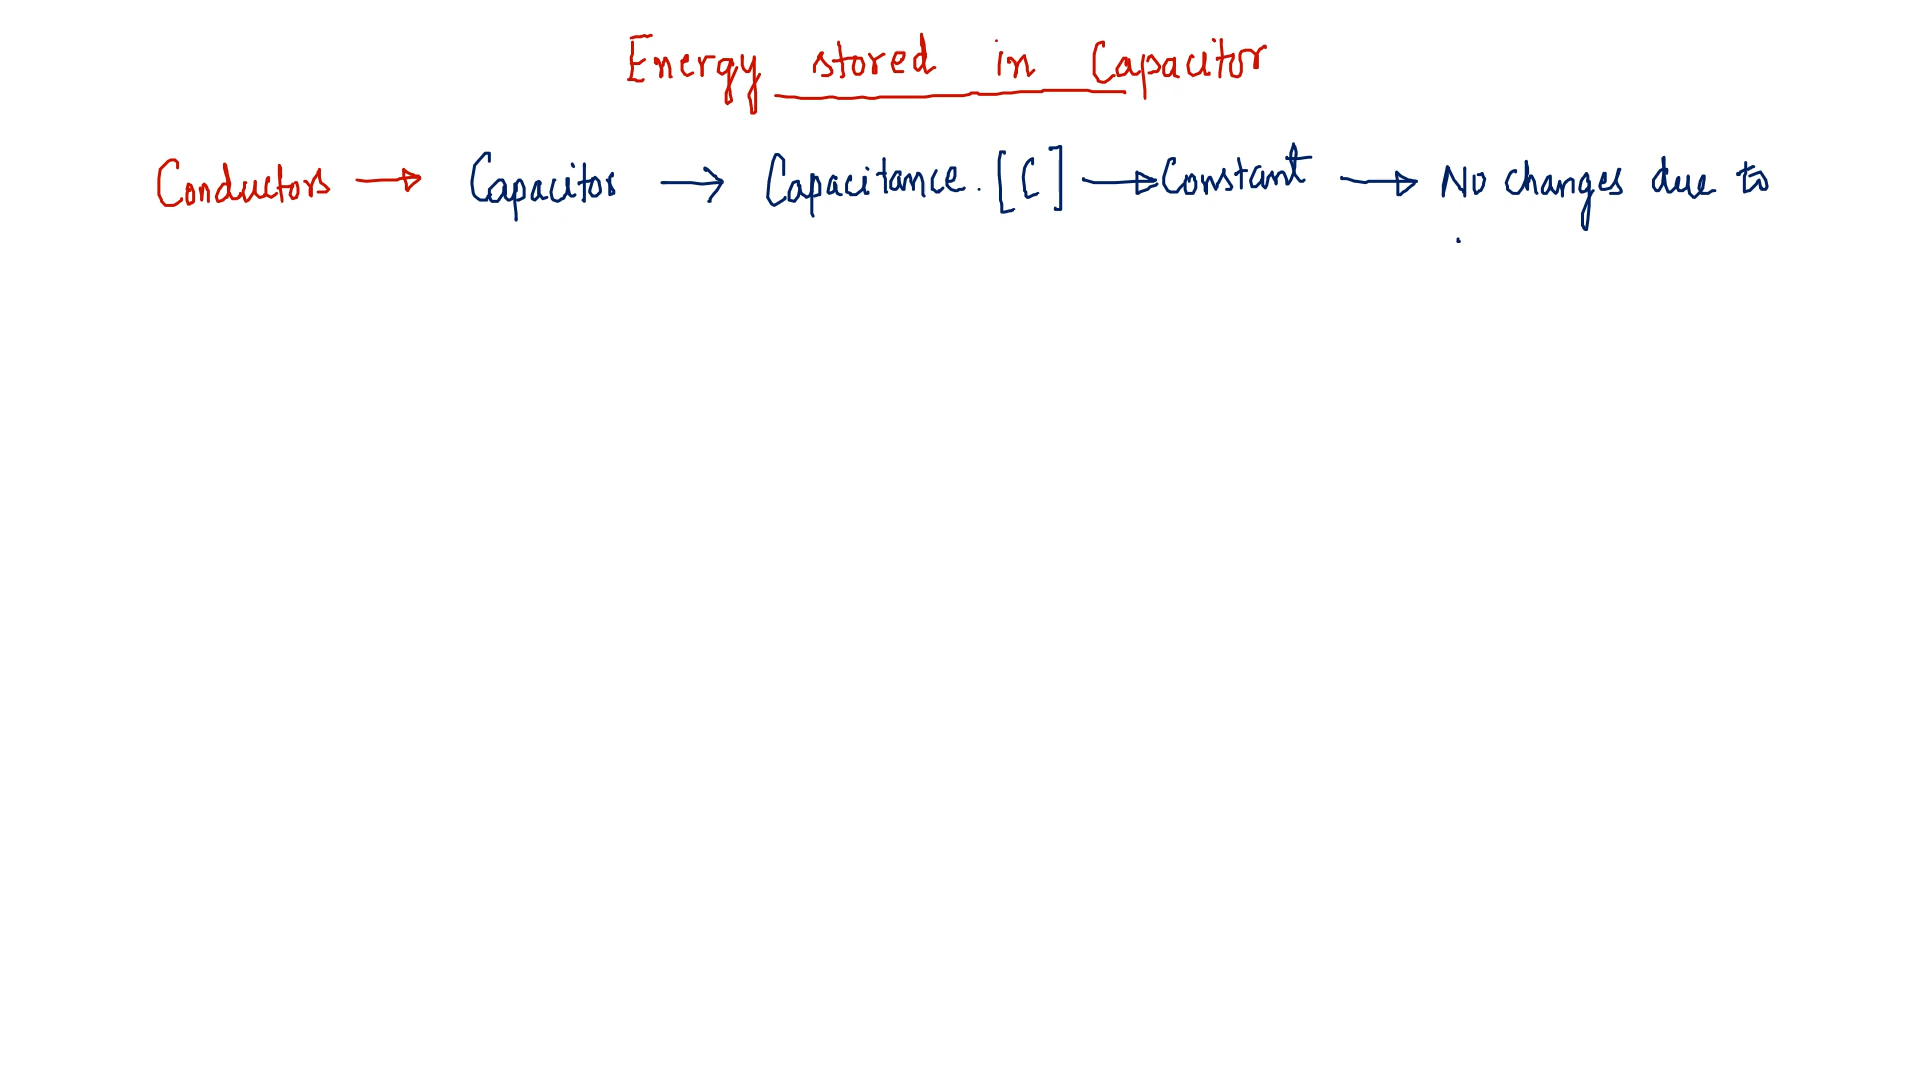 Energy stored in Capacitor
Conductors → Capacitor → Capacitance. [C] → Constant → No changes due to